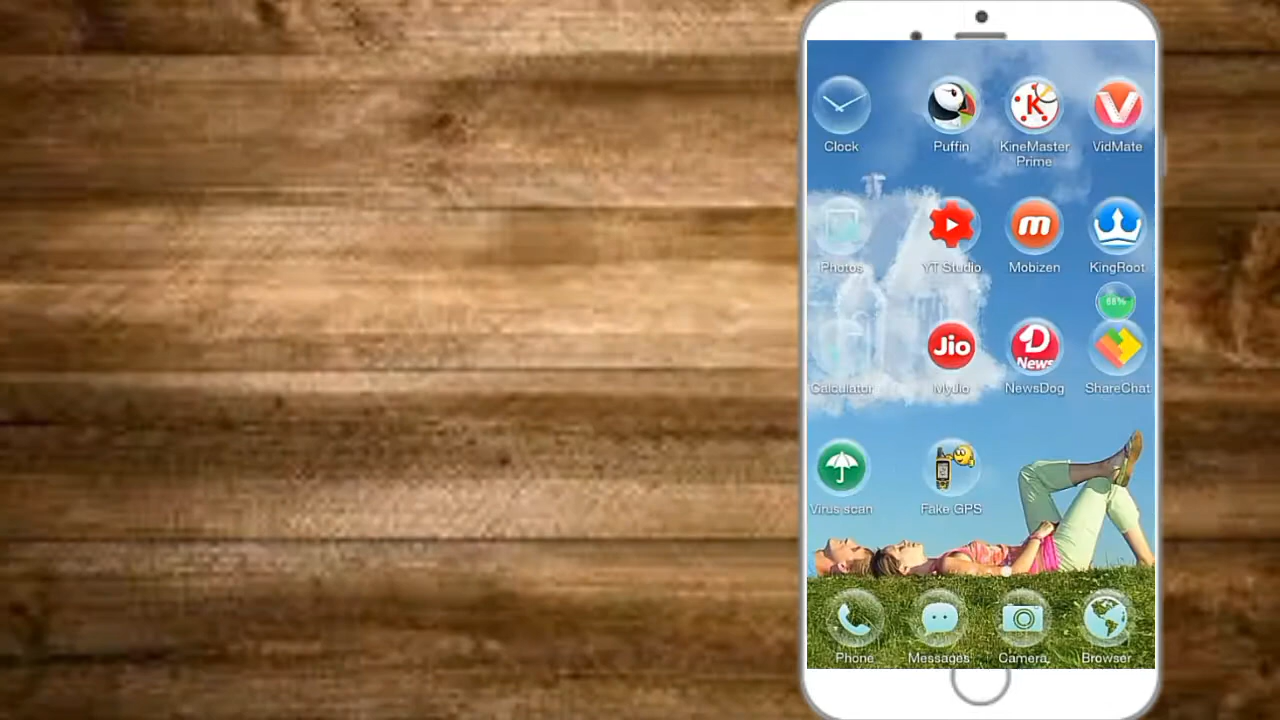 Clock
Puffin
K
KineMaster
Prime
VidMate
Photos
YT Studio
m
Mobizen
KingRoot
68%
Calculator
Jio
MyJio
D
News
NewsDog
ShareChat
Virus scan
Fake GPS
Phone
Messages
Camera
Browser